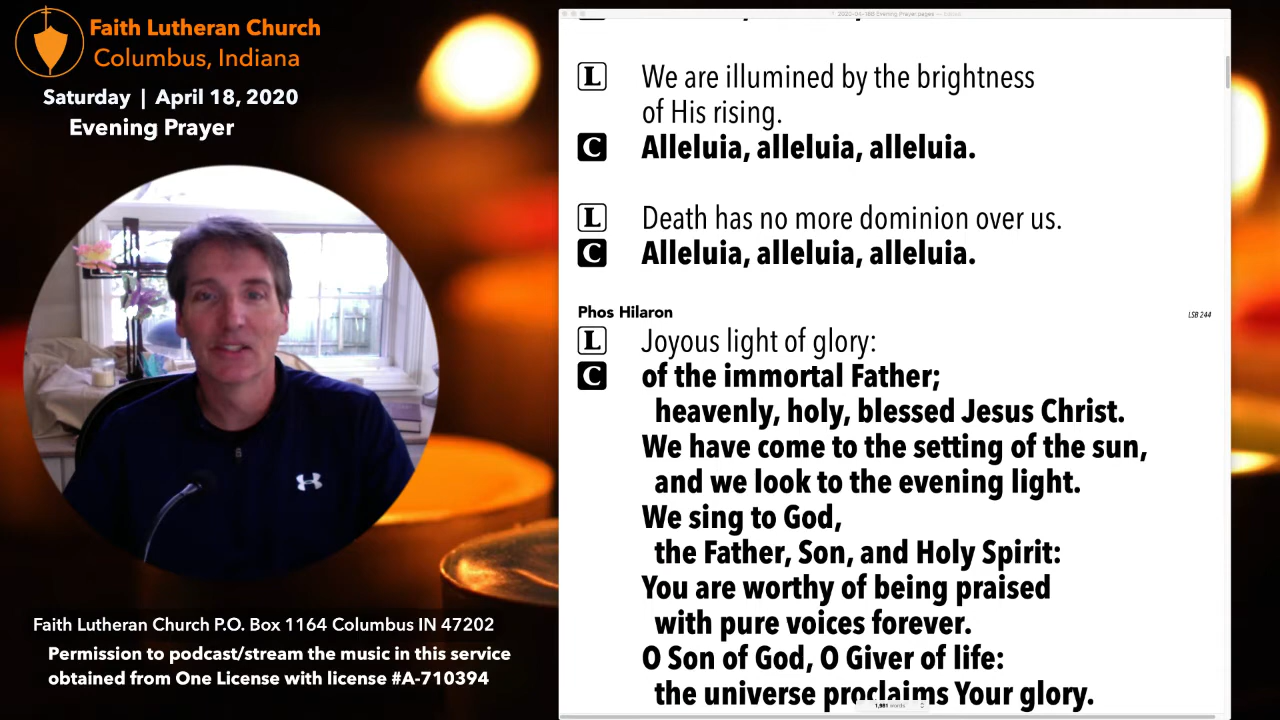 Faith Lutheran Church
Columbus, Indiana
Saturday | April 18, 2020
Evening Prayer
Faith Lutheran Church P.O. Box 1164 Columbus IN 47202
Permission to podcast/stream the music in this service
obtained from One License with license #A-710394
L We are illumined by the brightness
of His rising.
C Alleluia, alleluia, alleluia.
L Death has no more dominion over us.
C Alleluia, alleluia, alleluia.
Phos Hilaron LSB 244
L Joyous light of glory:
C of the immortal Father;
heavenly, holy, blessed Jesus Christ.
We have come to the setting of the sun,
and we look to the evening light.
We sing to God,
the Father, Son, and Holy Spirit:
You are worthy of being praised
with pure voices forever.
O Son of God, O Giver of life:
the universe proclaims Your glory.
1,981 words